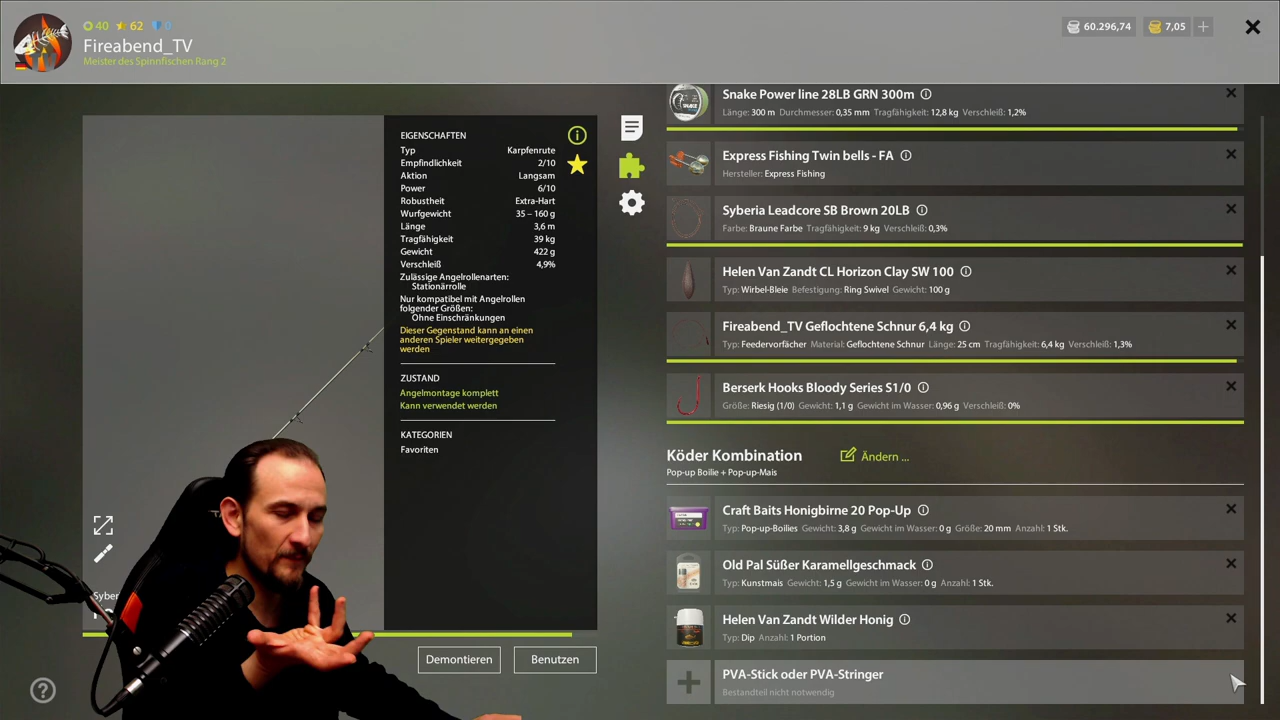 40 62 0
Fireabend_TV
Meister des Spinnfischen Rang 2
60.296,74
7,05
EIGENSCHAFTEN
Typ Karpfenrute
Empfindlichkeit 2/10
Aktion Langsam
Power 6/10
Robustheit Extra-Hart
Wurfgewicht 35 – 160 g
Länge 3,6 m
Tragfähigkeit 39 kg
Gewicht 422 g
Verschleiß 4,9%
Zulässige Angelrollenarten:
Stationärrolle
Nur kompatibel mit Angelrollen
folgender Größen:
Ohne Einschränkungen
Dieser Gegenstand kann an einen
anderen Spieler weitergegeben
werden
ZUSTAND
Angelmontage komplett
Kann verwendet werden
KATEGORIEN
Favoriten
Demontieren
Benutzen
Snake Power line 28LB GRN 300m
Länge: 300 m Durchmesser: 0,35 mm Tragfähigkeit: 12,8 kg Verschleiß: 1,2%
Express Fishing Twin bells - FA
Hersteller: Express Fishing
Syberia Leadcore SB Brown 20LB
Farbe: Braune Farbe Tragfähigkeit: 9 kg Verschleiß: 0,3%
Helen Van Zandt CL Horizon Clay SW 100
Typ: Wirbel-Bleie Befestigung: Ring Swivel Gewicht: 100 g
Fireabend_TV Geflochtene Schnur 6,4 kg
Typ: Feedervorfächer Material: Geflochtene Schnur Länge: 25 cm Tragfähigkeit: 6,4 kg Verschleiß: 1,3%
Berserk Hooks Bloody Series S1/0
Größe: Riesig (1/0) Gewicht: 1,1 g Gewicht im Wasser: 0,96 g Verschleiß: 0%
Köder Kombination
Ändern ...
Pop-up Boilie + Pop-up-Mais
Craft Baits Honigbirne 20 Pop-Up
Typ: Pop-up-Boilies Gewicht: 3,8 g Gewicht im Wasser: 0 g Größe: 20 mm Anzahl: 1 Stk.
Old Pal Süßer Karamellgeschmack
Typ: Kunstmais Gewicht: 1,5 g Gewicht im Wasser: 0 g Anzahl: 1 Stk.
Helen Van Zandt Wilder Honig
Typ: Dip Anzahl: 1 Portion
PVA-Stick oder PVA-Stringer
Bestandteil nicht notwendig